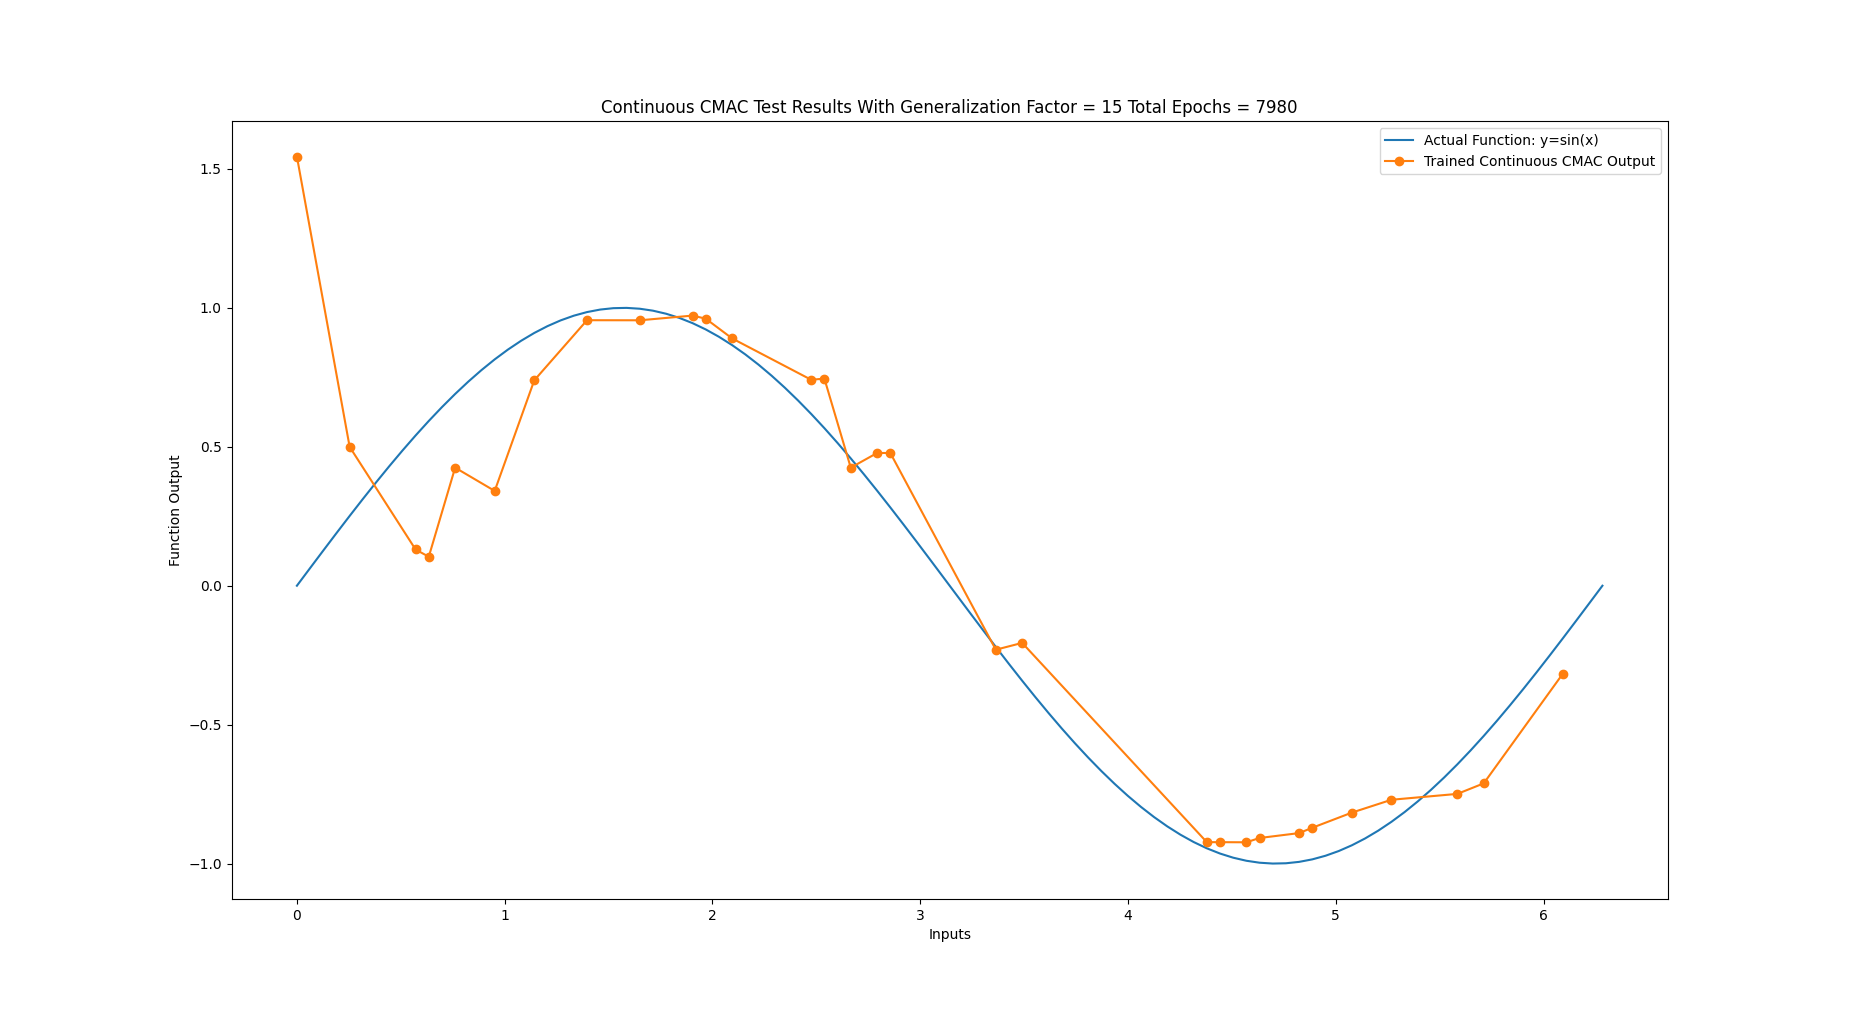 Continuous CMAC Test Results With Generalization Factor = 15 Total Epochs = 7980
Actual Function: y=sin(x)
Trained Continuous CMAC Output
Function Output
1.5
1.0
0.5
0.0
−0.5
−1.0
0 1 2 3 4 5 6
Inputs